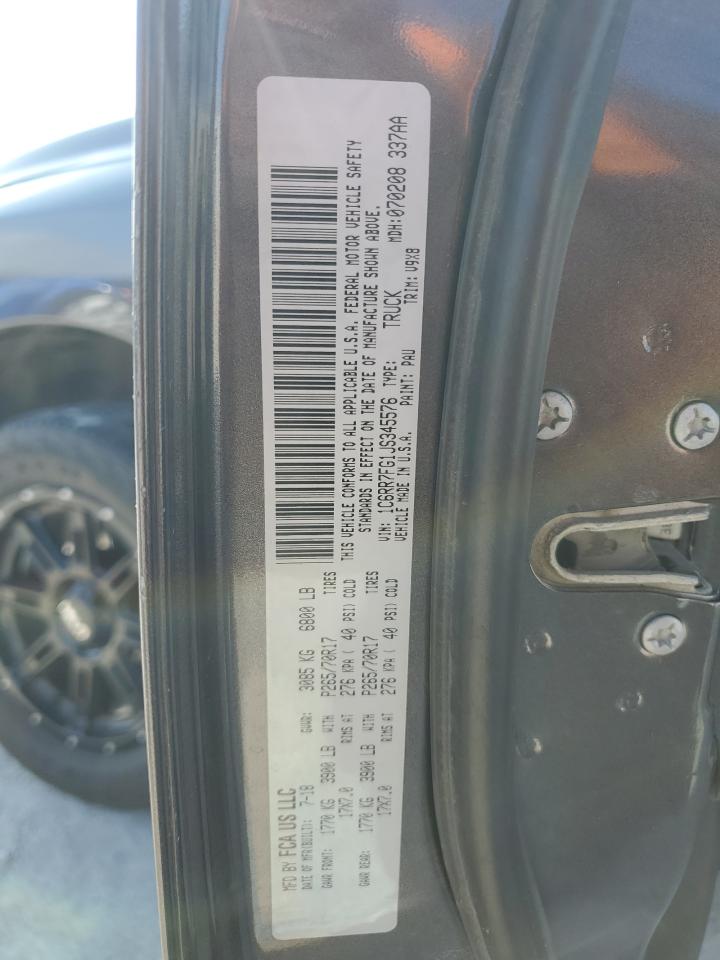 MFD BY FCA US LLC
DATE OF MFR(BUILT): 7-18 GVWR: 3085 KG 6800 LB
GAWR FRONT: 1770 KG 3900 LB WITH P265/70R17 TIRES
17X7.0 RIMS AT 276 KPA ( 40 PSI) COLD
GAWR REAR: 1770 KG 3900 LB WITH P265/70R17 TIRES
17X7.0 RIMS AT 276 KPA ( 40 PSI) COLD
THIS VEHICLE CONFORMS TO ALL APPLICABLE U.S.A. FEDERAL MOTOR VEHICLE SAFETY
STANDARDS IN EFFECT ON THE DATE OF MANUFACTURE SHOWN ABOVE.
VIN: 1C6RR7FG1JS345576 TYPE: TRUCK MDH:070208 337AA
VEHICLE MADE IN U.S.A. PAINT: PAU TRIM: V9X8